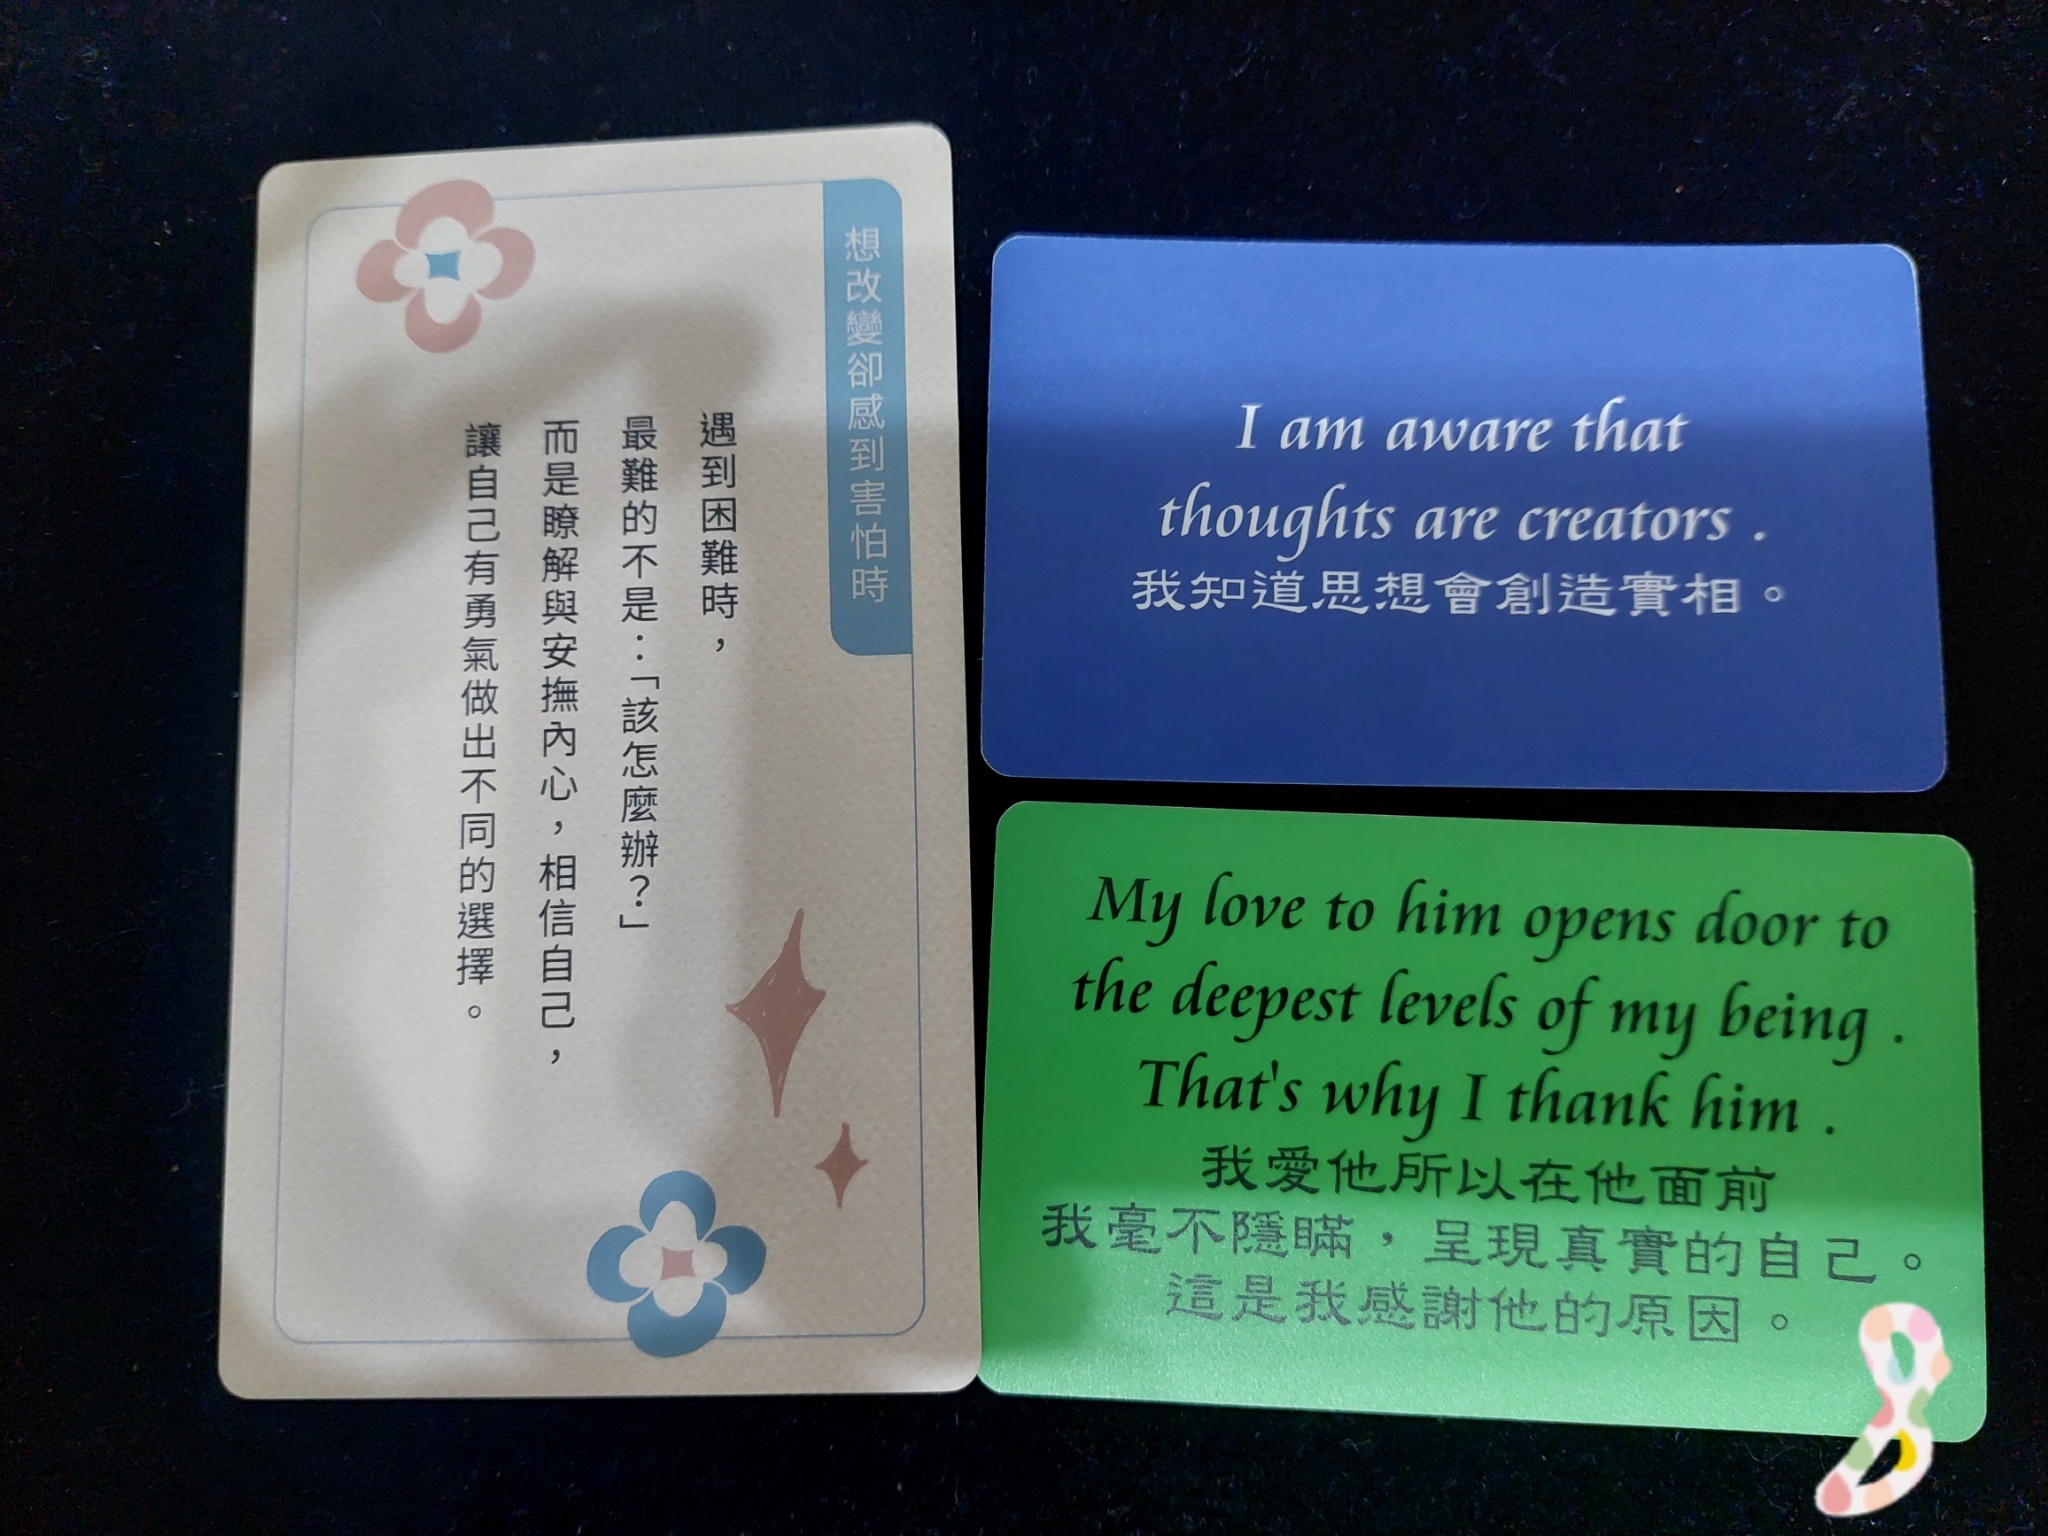 想改變卻感到害怕時
遇到困難時，
最難的不是：「該怎麼辦？」
而是瞭解與安撫內心，相信自己，
讓自己有勇氣做出不同的選擇。
I am aware that
thoughts are creators .
我知道思想會創造實相。
My love to him opens door to
the deepest levels of my being .
That's why I thank him .
我愛他所以在他面前
我毫不隱瞞，呈現真實的自己。
這是我感謝他的原因。
8